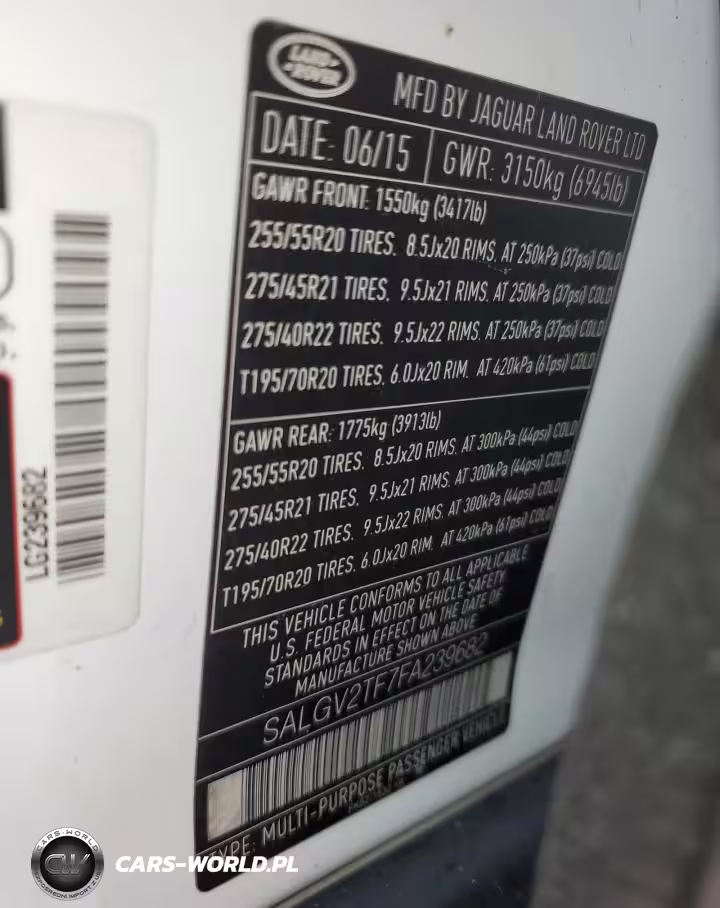 LAND-
-ROVER
MFD BY JAGUAR LAND ROVER LTD
DATE: 06/15 GWR: 3150kg (6945lb)
GAWR FRONT: 1550kg (3417lb)
255/55R20 TIRES. 8.5Jx20 RIMS. AT 250kPa (37psi) COLD
275/45R21 TIRES. 9.5Jx21 RIMS. AT 250kPa (37psi) COLD
275/40R22 TIRES. 9.5Jx22 RIMS. AT 250kPa (37psi) COLD
T195/70R20 TIRES. 6.0Jx20 RIM. AT 420kPa (61psi) COLD
GAWR REAR: 1775kg (3913lb)
255/55R20 TIRES. 8.5Jx20 RIMS. AT 300kPa (44psi) COLD
275/45R21 TIRES. 9.5Jx21 RIMS. AT 300kPa (44psi) COLD
275/40R22 TIRES. 9.5Jx22 RIMS. AT 300kPa (44psi) COLD
T195/70R20 TIRES. 6.0Jx20 RIM. AT 420kPa (61psi) COLD
THIS VEHICLE CONFORMS TO ALL APPLICABLE
U.S. FEDERAL MOTOR VEHICLE SAFETY
STANDARDS IN EFFECT ON THE DATE OF
MANUFACTURE SHOWN ABOVE
SALGV2TF7FA239682
TYPE: MULTI-PURPOSE PASSENGER VEHICLE
LG239682
CARS-WORLD
CW
CARS-WORLD.PL